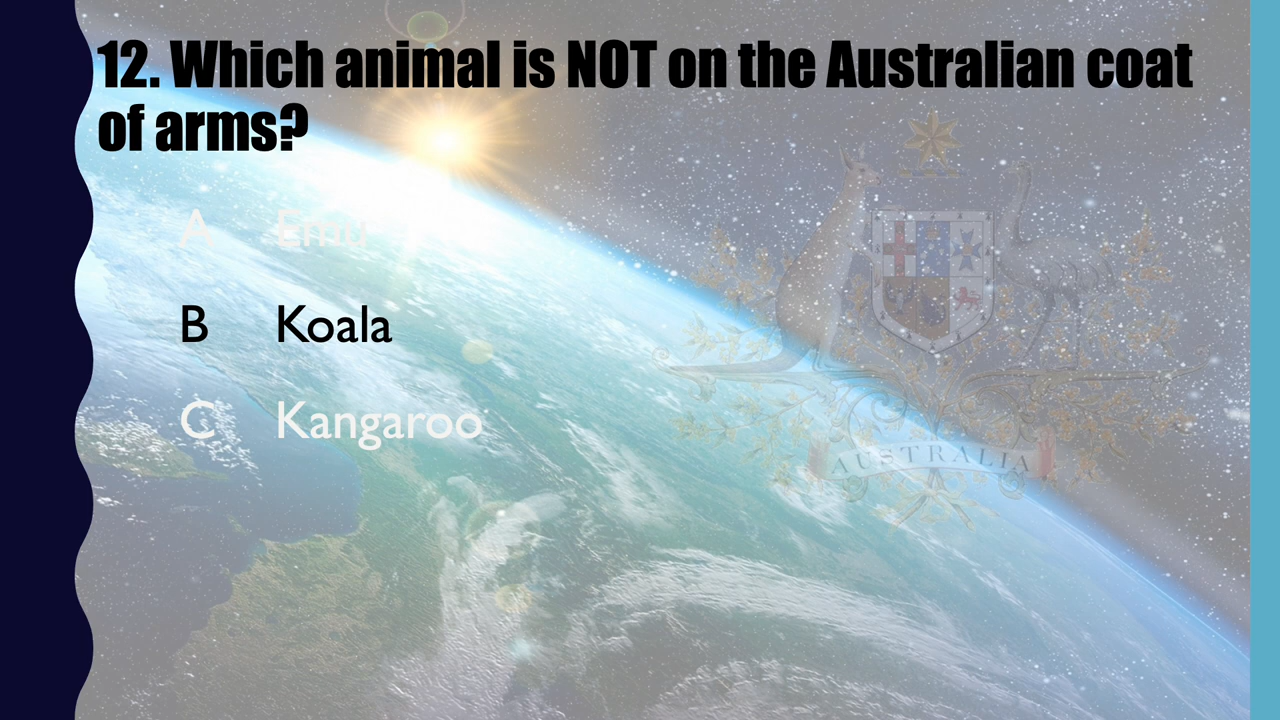 12. Which animal is NOT on the Australian coat
of arms?
A Emu
B Koala
C Kangaroo
AUSTRALIA